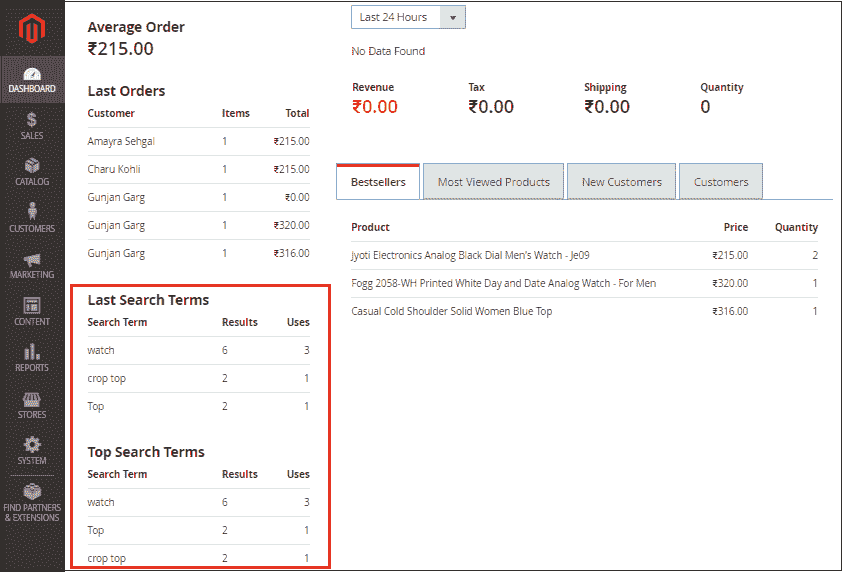 DASHBOARD
SALES
CATALOG
CUSTOMERS
MARKETING
CONTENT
REPORTS
STORES
SYSTEM
FIND PARTNERS
& EXTENSIONS
Average Order
₹215.00
Last Orders
Customer Items Total
Amayra Sehgal 1 ₹215.00
Charu Kohli 1 ₹215.00
Gunjan Garg 1 ₹0.00
Gunjan Garg 1 ₹320.00
Gunjan Garg 1 ₹316.00
Last Search Terms
Search Term Results Uses
watch 6 3
crop top 2 1
Top 2 1
Top Search Terms
Search Term Results Uses
watch 6 3
Top 2 1
crop top 2 1
Last 24 Hours
No Data Found
Revenue Tax Shipping Quantity
₹0.00 ₹0.00 ₹0.00 0
Bestsellers Most Viewed Products New Customers Customers
Product Price Quantity
Jyoti Electronics Analog Black Dial Men's Watch - Je09 ₹215.00 2
Fogg 2058-WH Printed White Day and Date Analog Watch - For Men ₹320.00 1
Casual Cold Shoulder Solid Women Blue Top ₹316.00 1